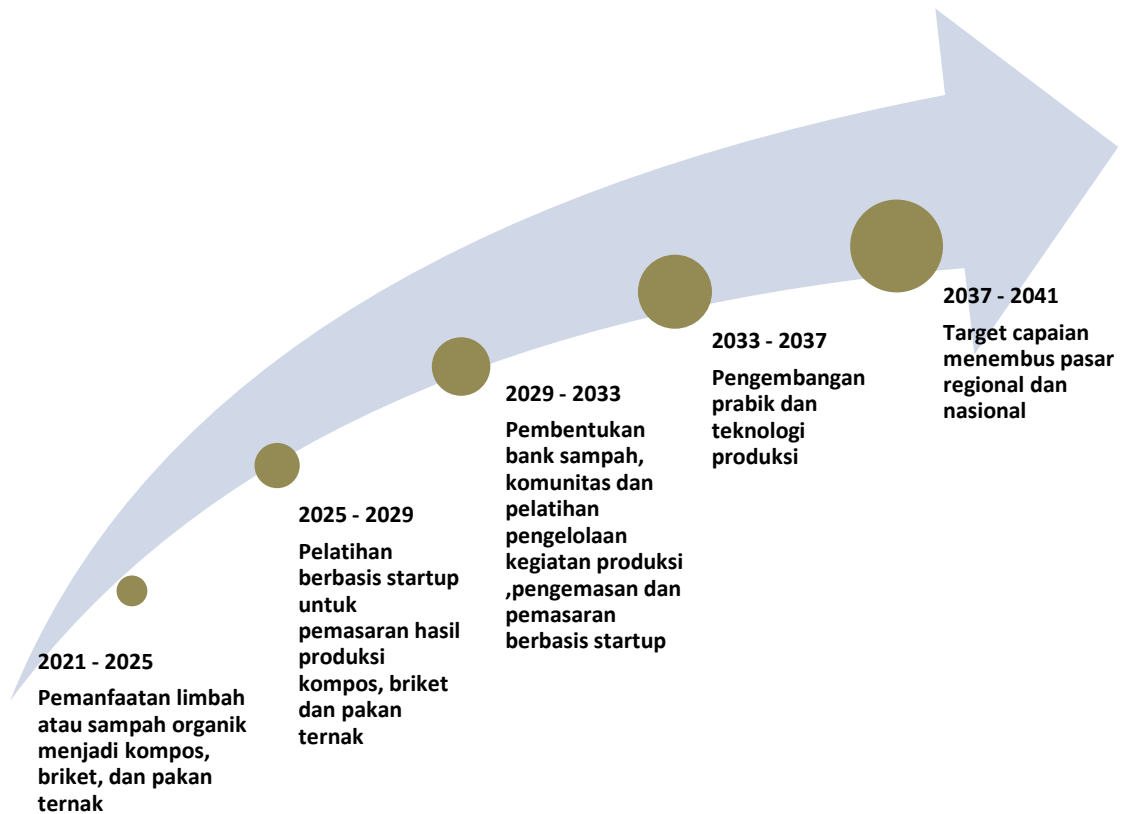 2021 - 2025
Pemanfaatan limbah
atau sampah organik
menjadi kompos,
briket, dan pakan
ternak
2025 - 2029
Pelatihan
berbasis startup
untuk
pemasaran hasil
produksi
kompos, briket
dan pakan
ternak
2029 - 2033
Pembentukan
bank sampah,
komunitas dan
pelatihan
pengelolaan
kegiatan produksi
,pengemasan dan
pemasaran
berbasis startup
2033 - 2037
Pengembangan
prabik dan
teknologi
produksi
2037 - 2041
Target capaian
menembus pasar
regional dan
nasional